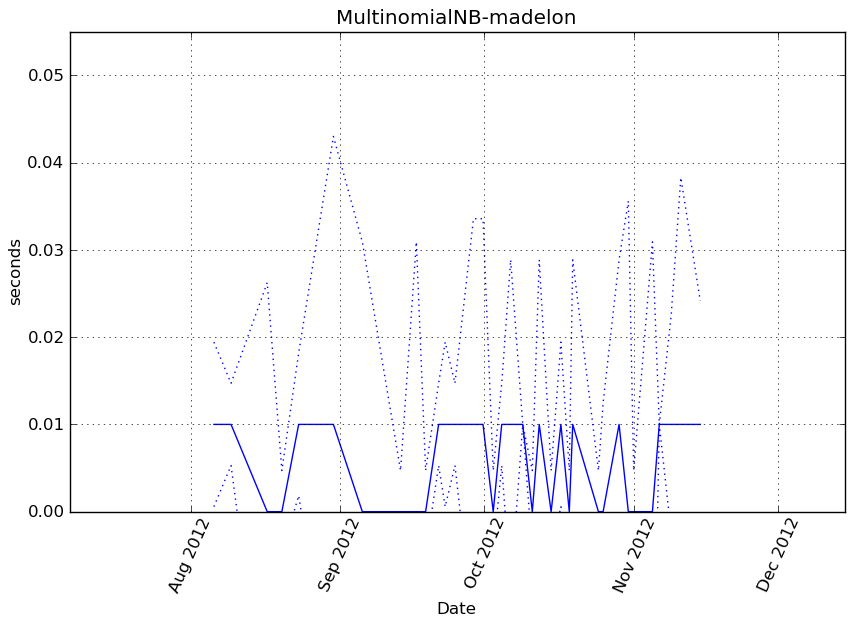 MultinomialNB-madelon
seconds
0.05
0.04
0.03
0.02
0.01
0.00
Aug 2012
Sep 2012
Oct 2012
Nov 2012
Dec 2012
Date